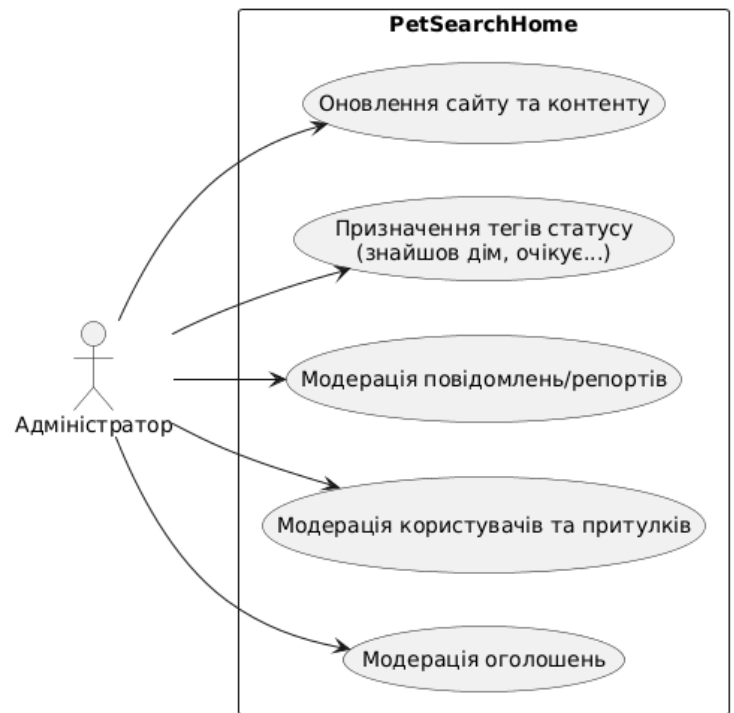 PetSearchHome
Оновлення сайту та контенту
Призначення тегів статусу
(знайшов дім, очікує...)
Модерація повідомлень/репортів
Адміністратор
Модерація користувачів та притулків
Модерація оголошень